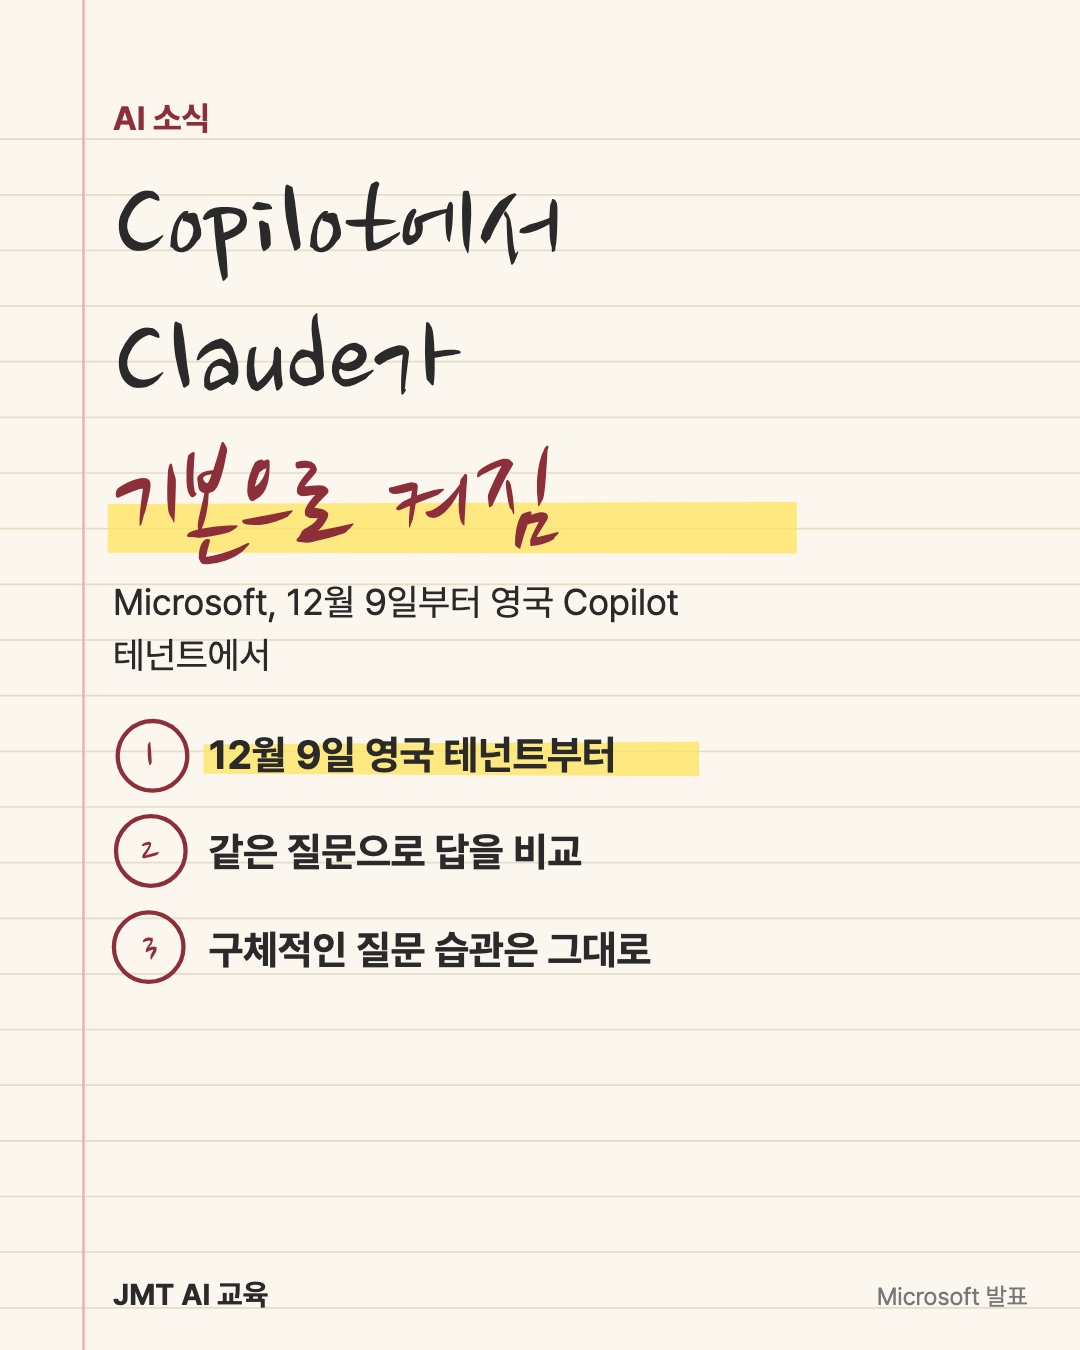 AI 소식
Copilot에서
Claude가
기본으로 켜짐
Microsoft, 12월 9일부터 영국 Copilot
테넌트에서
1 12월 9일 영국 테넌트부터
2 같은 질문으로 답을 비교
3 구체적인 질문 습관은 그대로
JMT AI 교육
Microsoft 발표